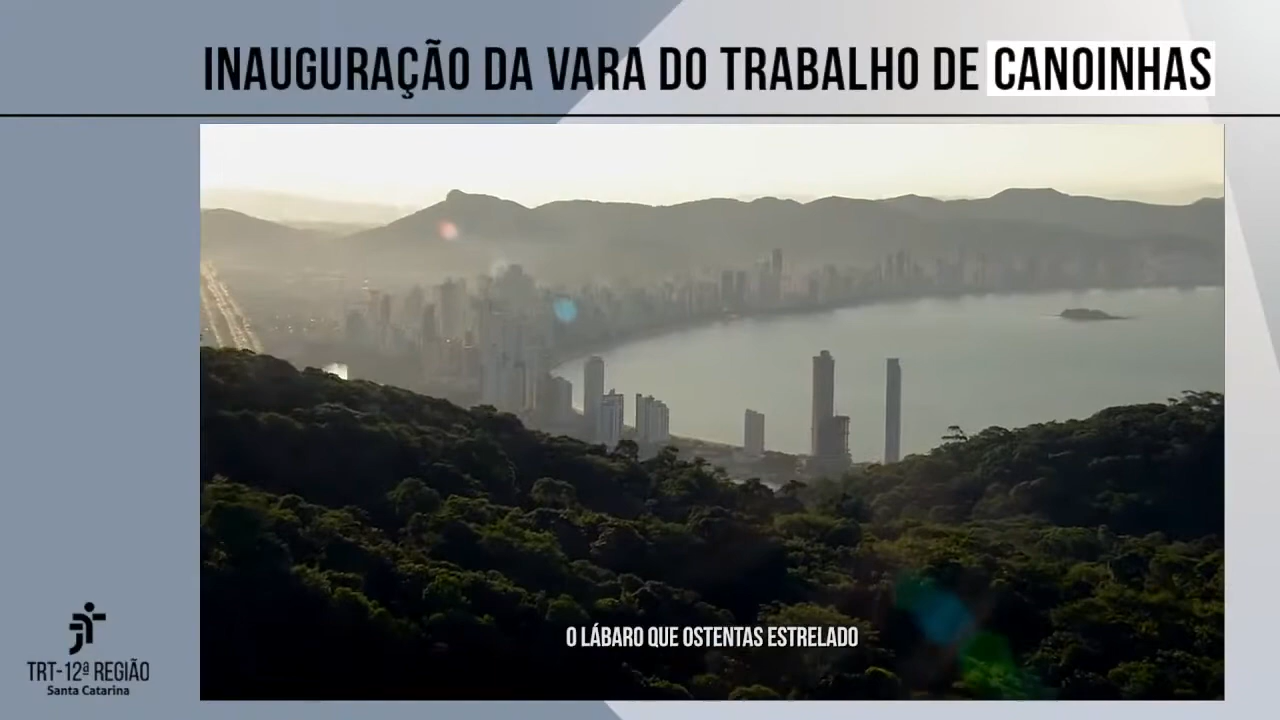 INAUGURAÇÃO DA VARA DO TRABALHO DE CANOINHAS
O LÁBARO QUE OSTENTAS ESTRELADO
TRT-12ª REGIÃO
Santa Catarina